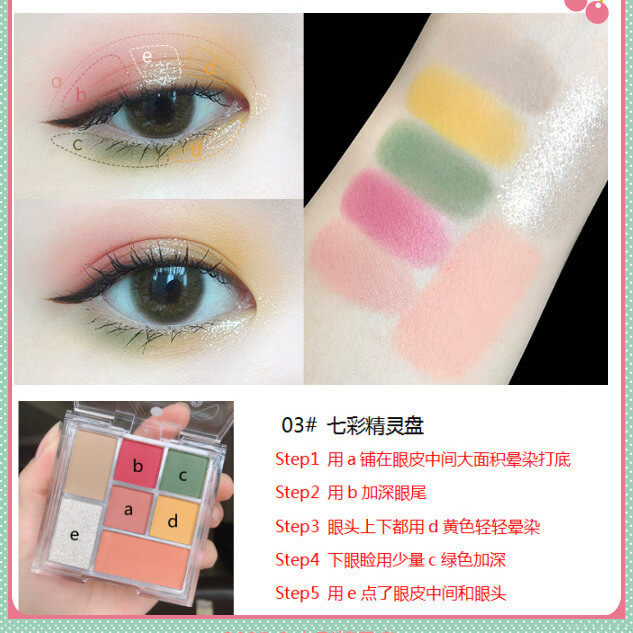 a
b
e
c
d
c
03# 七彩精灵盘
Step1 用 a 铺在眼皮中间大面积晕染打底
Step2 用 b 加深眼尾
Step3 眼头上下都用 d 黄色轻轻晕染
Step4 下眼睑用少量 c 绿色加深
Step5 用 e 点了眼皮中间和眼头
b
c
a
d
e